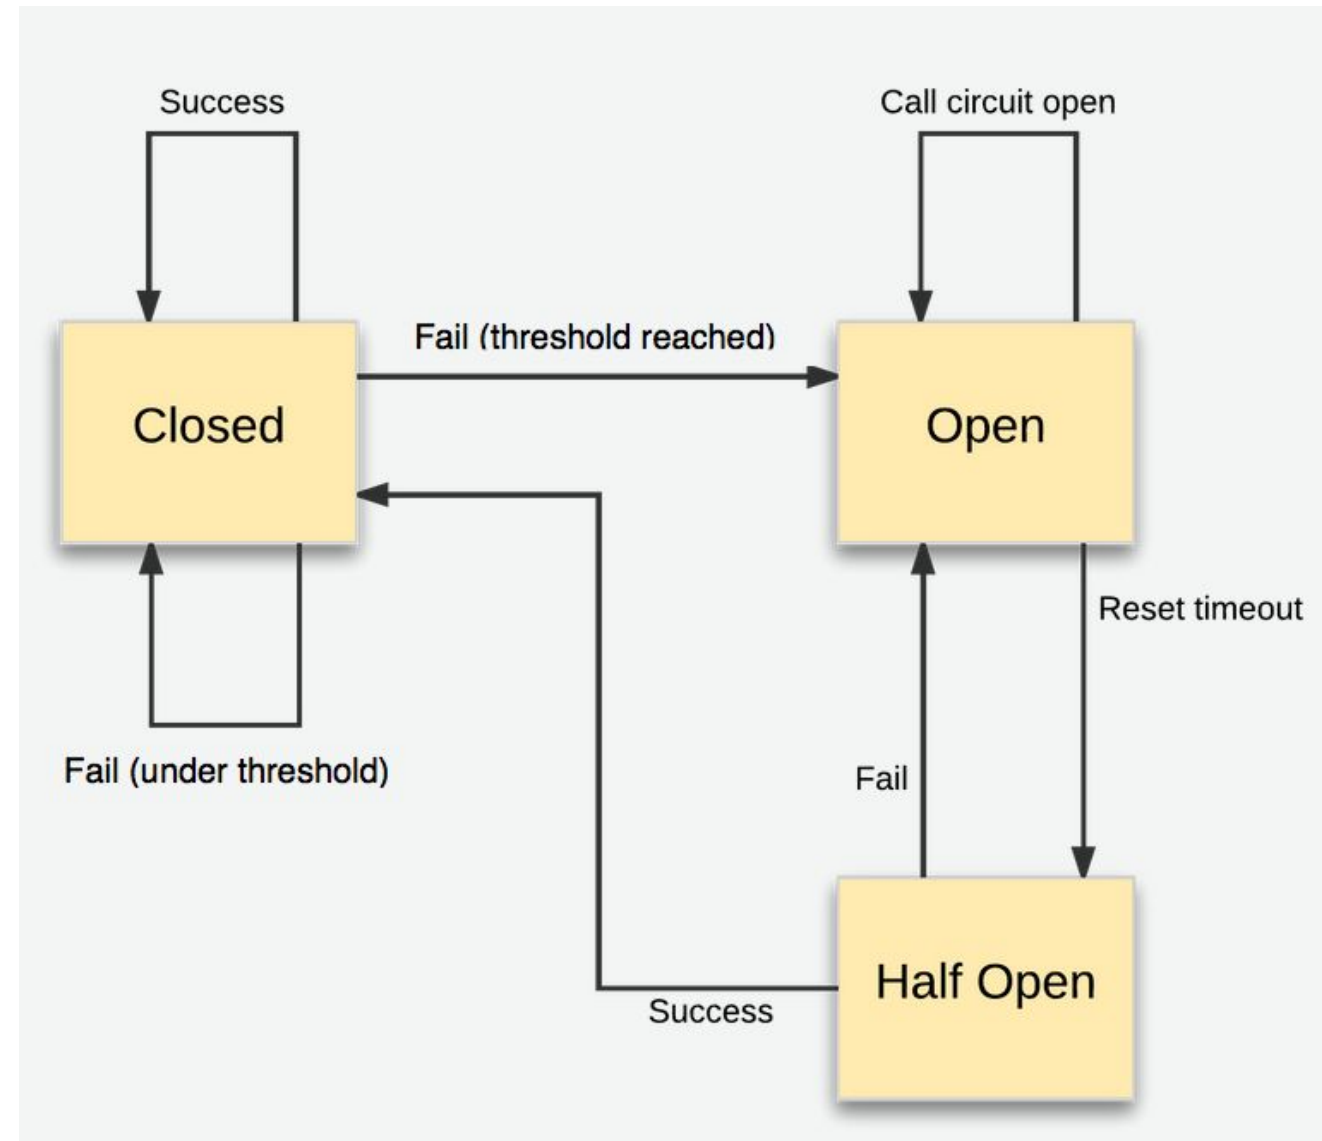 Success
Call circuit open
Fail (threshold reached)
Closed
Open
Reset timeout
Fail (under threshold)
Fail
Half Open
Success